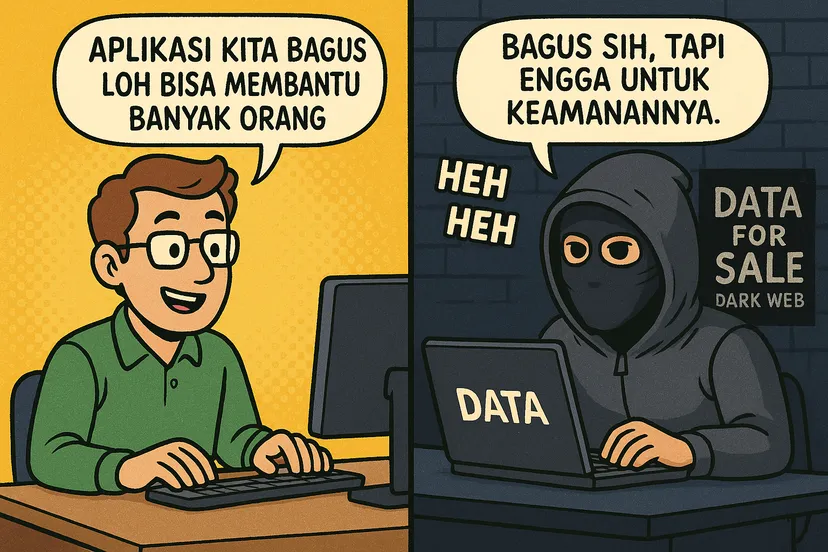 APLIKASI KITA BAGUS
LOH BISA MEMBANTU
BANYAK ORANG
BAGUS SIH, TAPI
ENGGA UNTUK
KEAMANANNYA.
HEH
HEH
DATA
FOR
SALE
DARK WEB
DATA